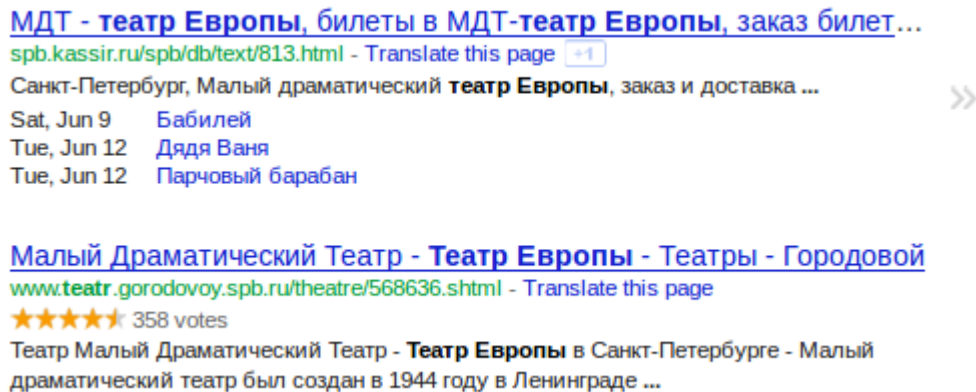 МДТ - театр Европы, билеты в МДТ-театр Европы, заказ билет...
spb.kassir.ru/spb/db/text/813.html - Translate this page +1
Санкт-Петербург, Малый драматический театр Европы, заказ и доставка ...
Sat, Jun 9 Бабилей
Tue, Jun 12 Дядя Ваня
Tue, Jun 12 Парчовый барабан
Малый Драматический Театр - Театр Европы - Театры - Городовой
www.teatr.gorodovoy.spb.ru/theatre/568636.shtml - Translate this page
358 votes
Театр Малый Драматический Театр - Театр Европы в Санкт-Петербурге - Малый
драматический театр был создан в 1944 году в Ленинграде ...